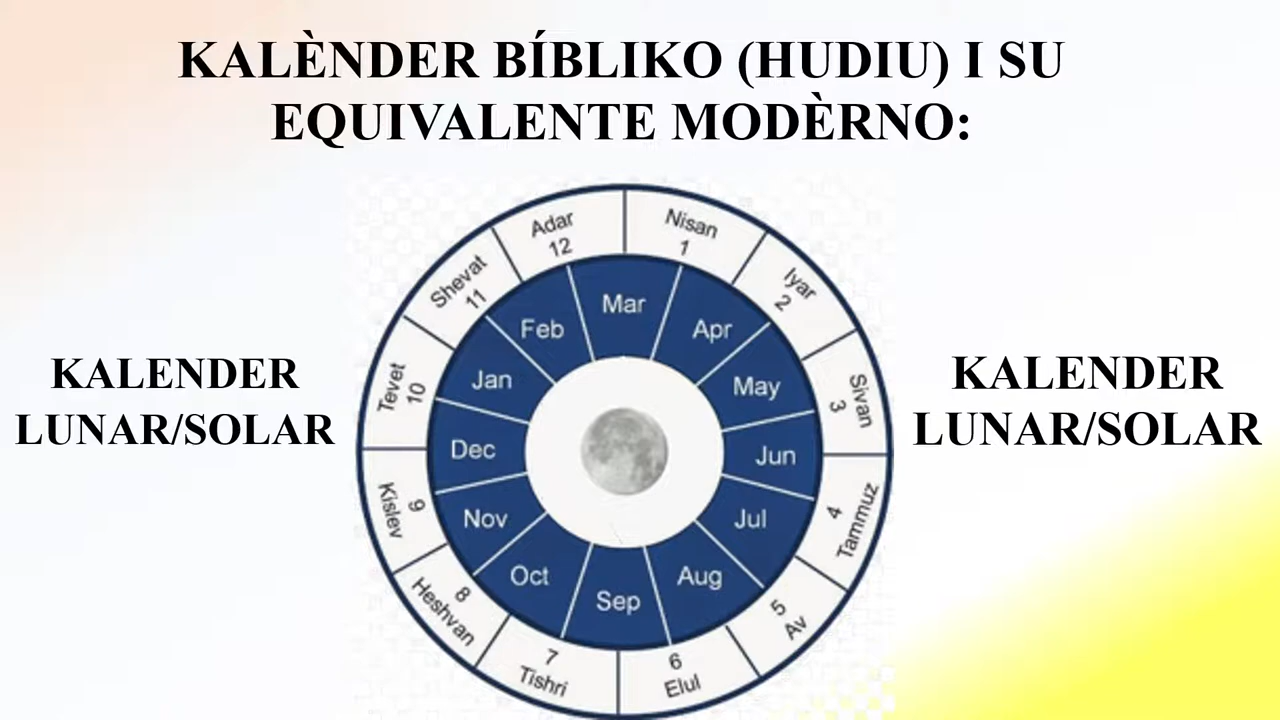 KALÈNDER BÍBLIKO (HUDIU) I SU
EQUIVALENTE MODÈRNO:
KALENDER
LUNAR/SOLAR
KALENDER
LUNAR/SOLAR
Nisan
1
Iyar
2
Sivan
3
4
Tammuz
5
Av
6
Elul
7
Tishri
8
Heshvan
9
Kislev
Tevet
10
Shevat
11
Adar
12
Mar
Apr
May
Jun
Jul
Aug
Sep
Oct
Nov
Dec
Jan
Feb